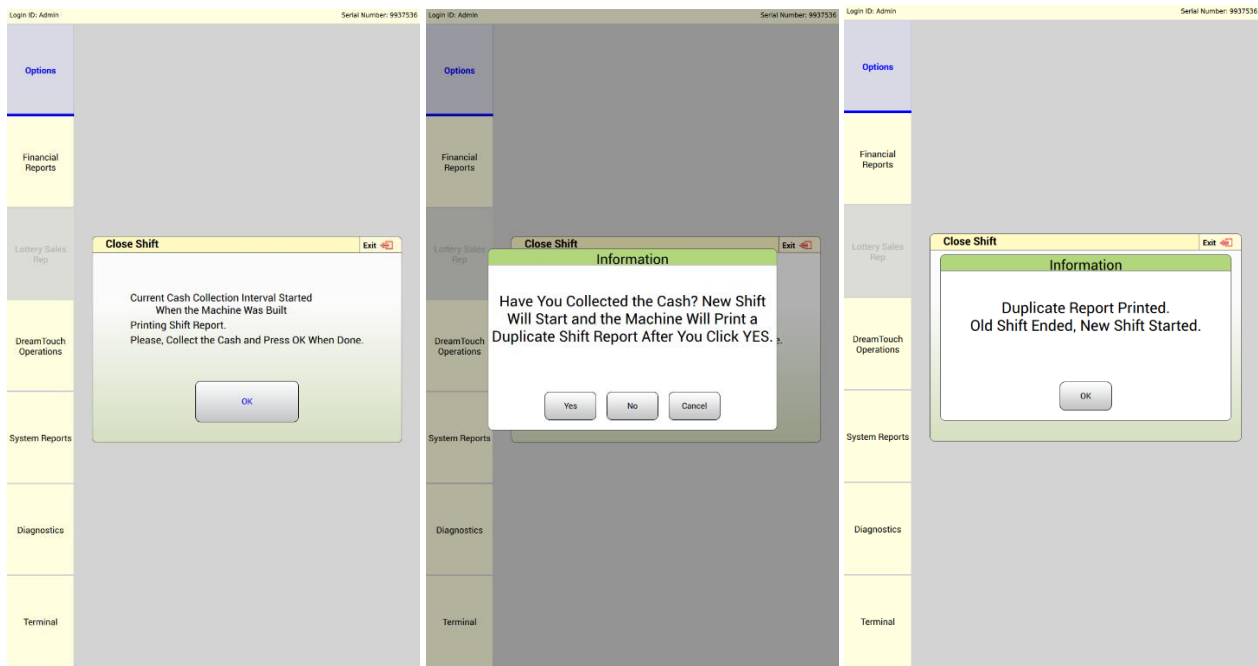 Login ID: Admin
Serial Number: 9937536
Options
Financial
Reports
Lottery Sales
Rep
DreamTouch
Operations
System Reports
Diagnostics
Terminal
Close Shift
Exit
Current Cash Collection Interval Started
When the Machine Was Built
Printing Shift Report.
Please, Collect the Cash and Press OK When Done.
OK
Login ID: Admin
Serial Number: 9937536
Options
Financial
Reports
Lottery Sales
Rep
DreamTouch
Operations
System Reports
Diagnostics
Terminal
Close Shift
Exit
Information
Have You Collected the Cash? New Shift
Will Start and the Machine Will Print a
Duplicate Shift Report After You Click YES.
Yes
No
Cancel
Login ID: Admin
Serial Number: 9937536
Options
Financial
Reports
Lottery Sales
Rep
DreamTouch
Operations
System Reports
Diagnostics
Terminal
Close Shift
Exit
Information
Duplicate Report Printed.
Old Shift Ended, New Shift Started.
OK